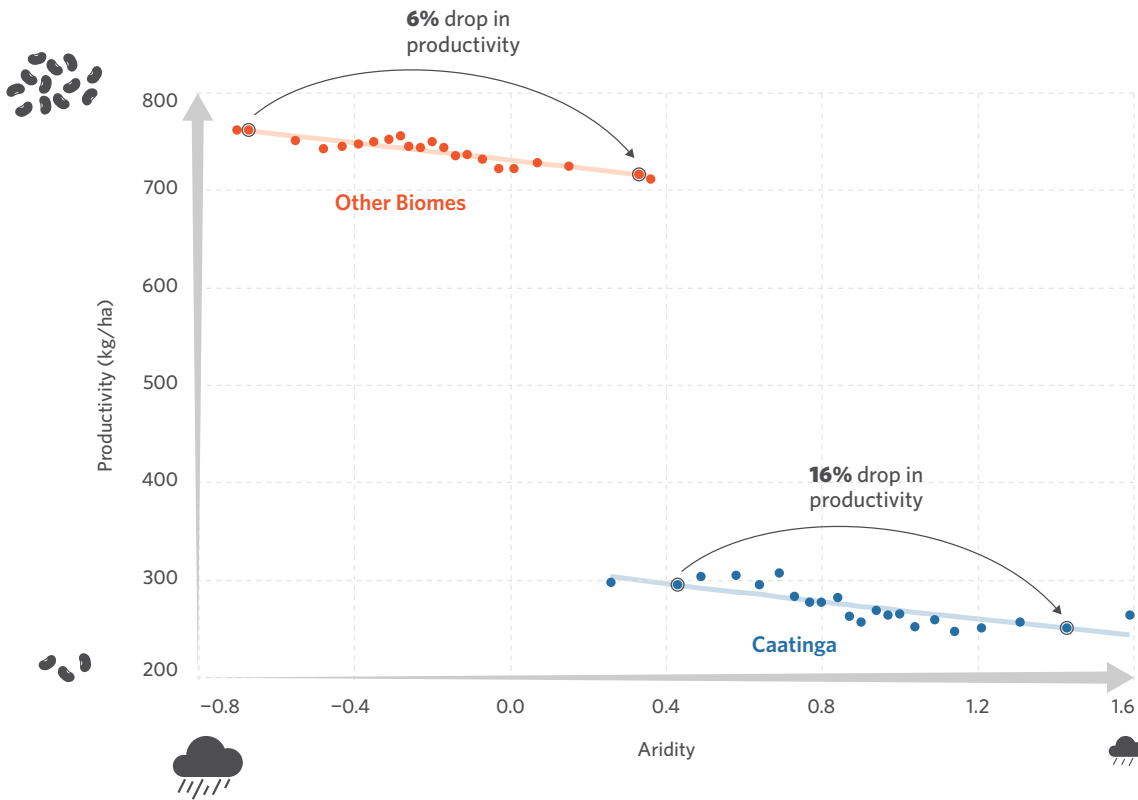 6% drop in
productivity
800
700
Other Biomes
600
Productivity (kg/ha)
500
400
16% drop in
productivity
300
Caatinga
200
−0.8
−0.4
0.0
0.4
0.8
1.2
1.6
Aridity